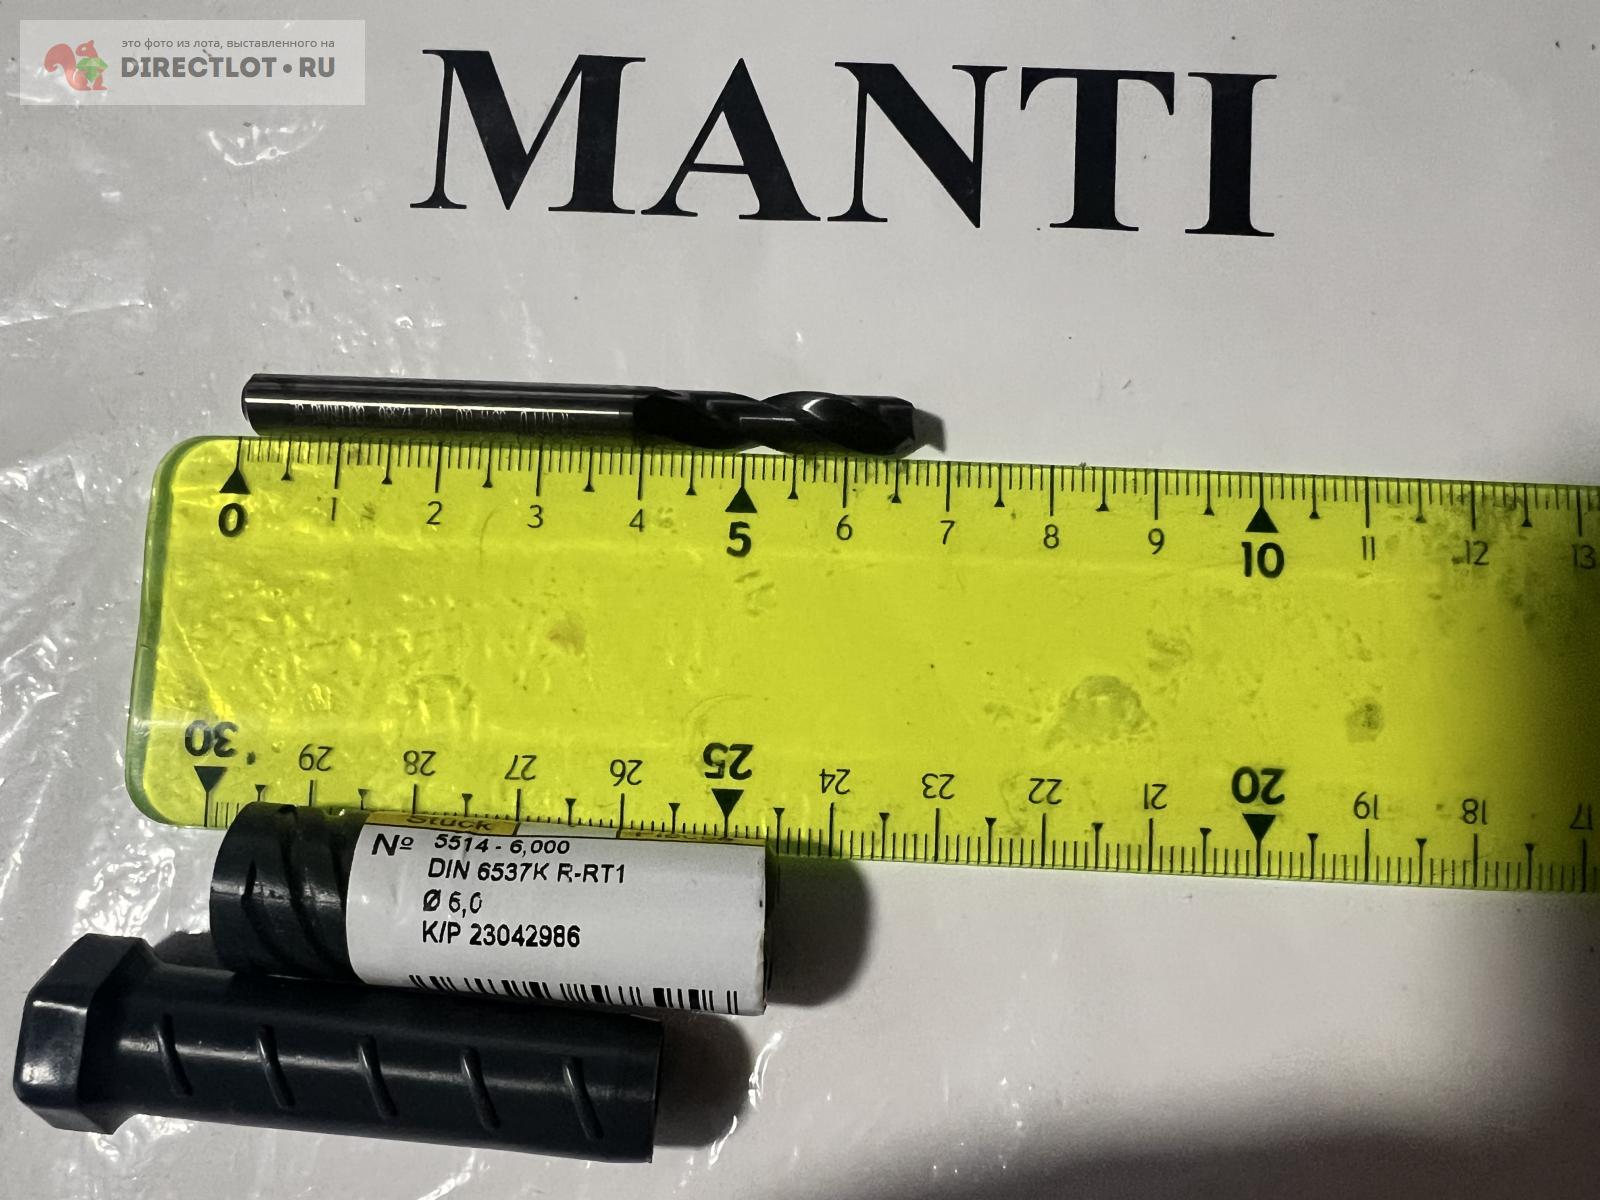 это фото из лота, выставленного на
DIRECTLOT.RU
MANTI
0 1 2 3 4 5 6 7 8 9 10 11 12 13
30 29 28 27 26 25 24 23 22 21 20 19 18 17
Stück
Nº 5514 - 6,000
DIN 6537K R-RT1
Ø 6,0
K/P 23042986